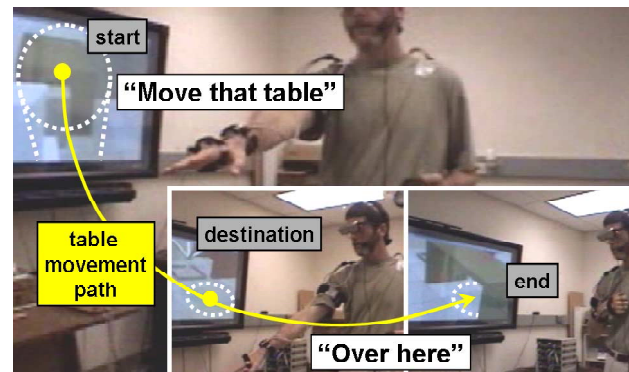 start
“Move that table”
destination
table
movement
path
end
“Over here”